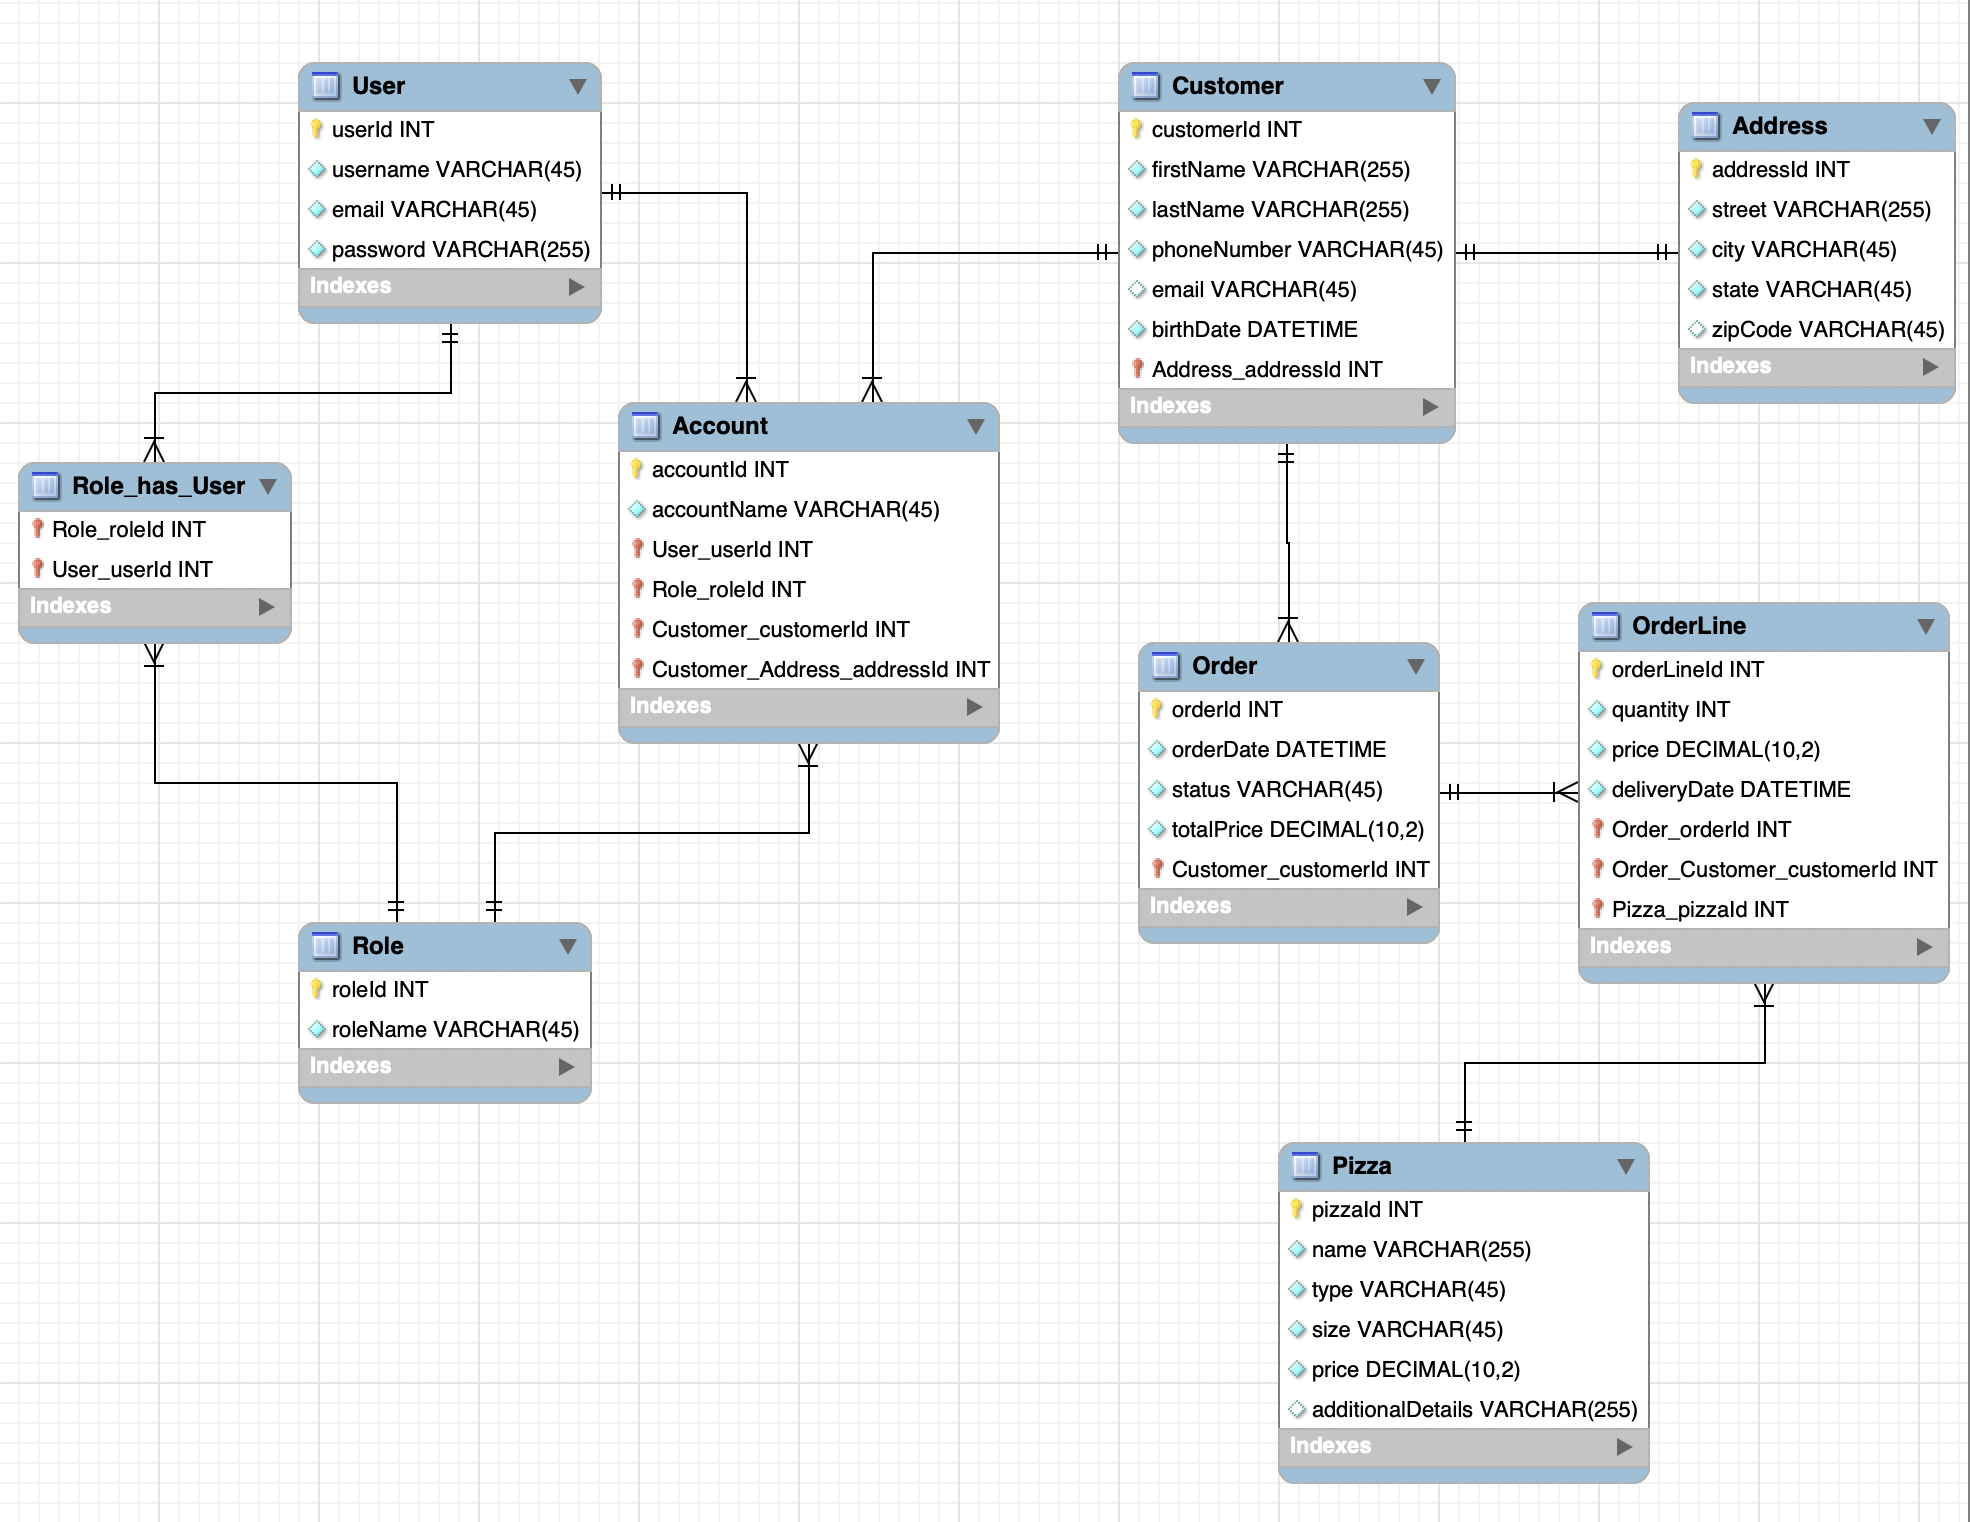 User
userId INT
username VARCHAR(45)
email VARCHAR(45)
password VARCHAR(255)
Indexes
Customer
customerId INT
firstName VARCHAR(255)
lastName VARCHAR(255)
phoneNumber VARCHAR(45)
email VARCHAR(45)
birthDate DATETIME
Address_addressId INT
Indexes
Address
addressId INT
street VARCHAR(255)
city VARCHAR(45)
state VARCHAR(45)
zipCode VARCHAR(45)
Indexes
Role_has_User
Role_roleId INT
User_userId INT
Indexes
Account
accountId INT
accountName VARCHAR(45)
User_userId INT
Role_roleId INT
Customer_customerId INT
Customer_Address_addressId INT
Indexes
Order
orderId INT
orderDate DATETIME
status VARCHAR(45)
totalPrice DECIMAL(10,2)
Customer_customerId INT
Indexes
OrderLine
orderLineId INT
quantity INT
price DECIMAL(10,2)
deliveryDate DATETIME
Order_orderId INT
Order_Customer_customerId INT
Pizza_pizzaId INT
Indexes
Role
roleId INT
roleName VARCHAR(45)
Indexes
Pizza
pizzaId INT
name VARCHAR(255)
type VARCHAR(45)
size VARCHAR(45)
price DECIMAL(10,2)
additionalDetails VARCHAR(255)
Indexes